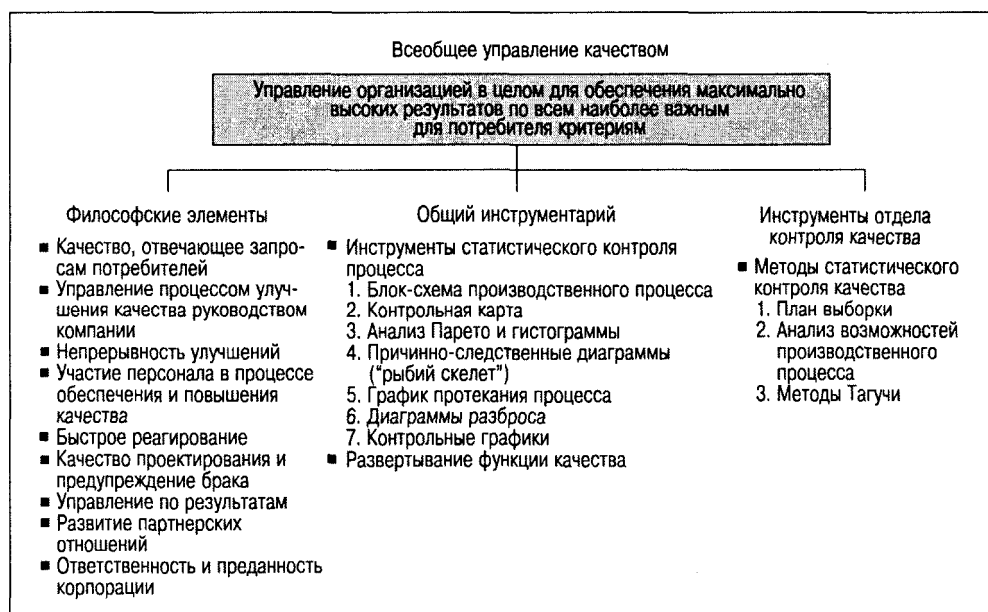 Всеобщее управление качеством
Управление организацией в целом для обеспечения максимально
высоких результатов по всем наиболее важным
для потребителя критериям
Философские элементы
■ Качество, отвечающее запро-
сам потребителей
■ Управление процессом улуч-
шения качества руководством
компании
■ Непрерывность улучшений
■ Участие персонала в процессе
обеспечения и повышения
качества
■ Быстрое реагирование
■ Качество проектирования и
предупреждение брака
■ Управление по результатам
■ Развитие партнерских
отношений
■ Ответственность и преданность
корпорации
Общий инструментарий
■ Инструменты статистического контроля
процесса
1. Блок-схема производственного процесса
2. Контрольная карта
3. Анализ Парето и гистограммы
4. Причинно-следственные диаграммы
("рыбий скелет")
5. График протекания процесса
6. Диаграммы разброса
7. Контрольные графики
■ Развертывание функции качества
Инструменты отдела
контроля качества
■ Методы статистического
контроля качества
1. План выборки
2. Анализ возможностей
производственного
процесса
3. Методы Тагучи